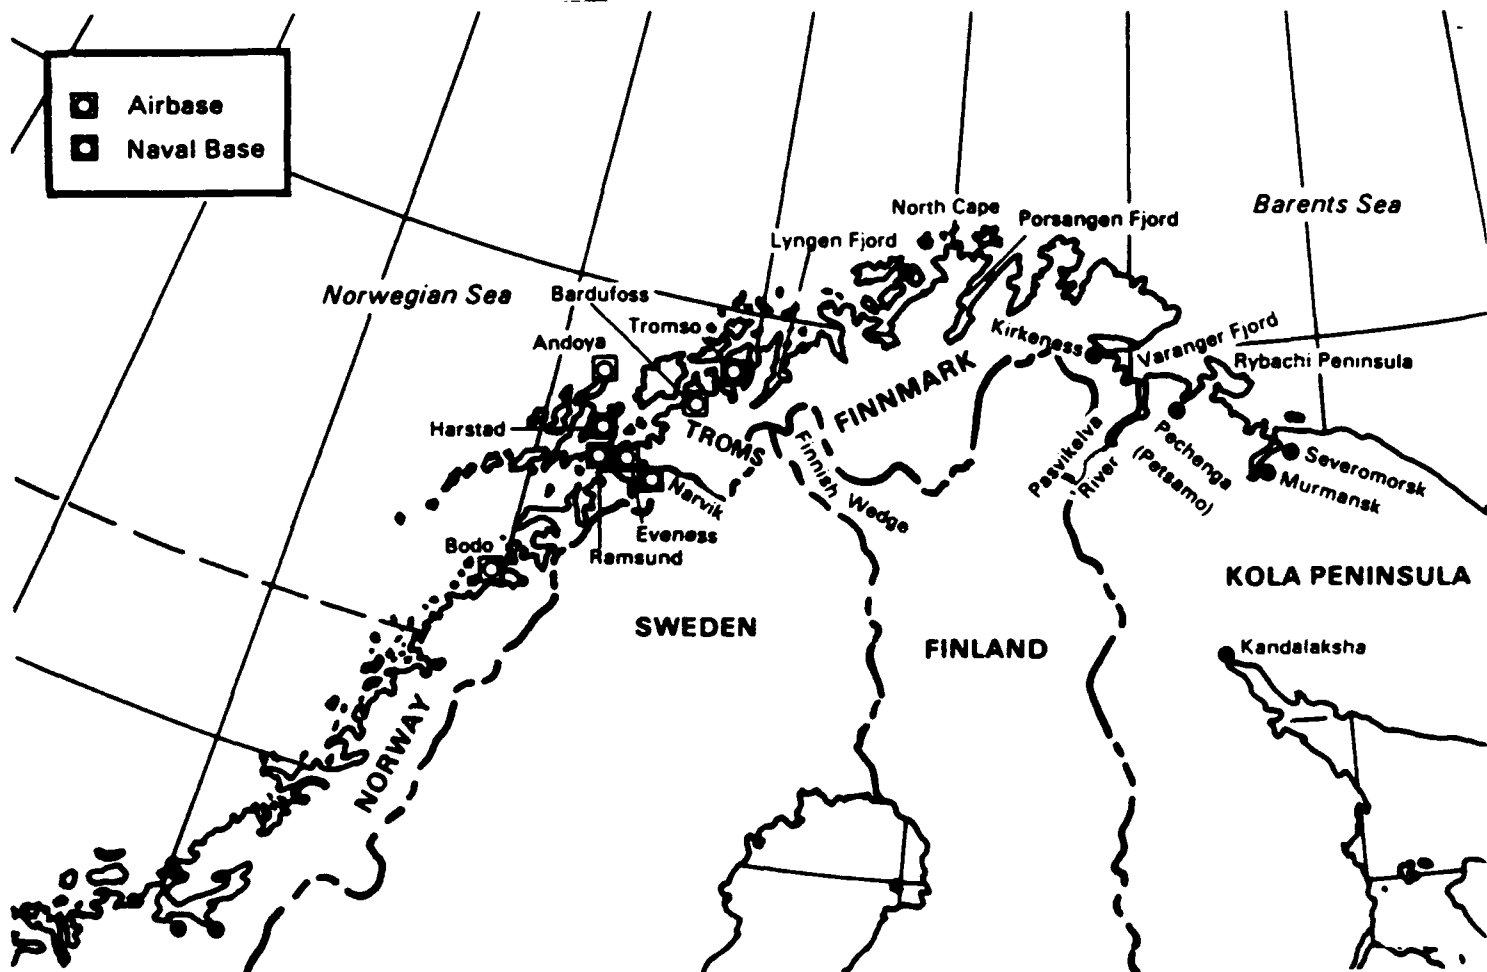 Airbase
Naval Base
North Cape
Porsangen Fjord
Barents Sea
Lyngen Fjord
Norwegian Sea
Bardufoss
Tromso
Andoya
Kirkeness
Varanger Fjord
Rybachi Peninsula
FINNMARK
Harstad
TROMS
Finnish Wedge
Pasvikelva
River
Pechenga
(Petsamo)
Severomorsk
Murmansk
Narvik
Eveness
Ramsund
Bodo
KOLA PENINSULA
SWEDEN
FINLAND
Kandalaksha
NORWAY